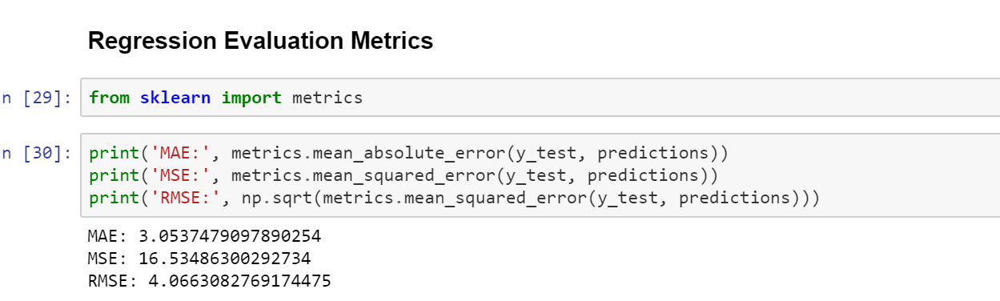 Regression Evaluation Metrics
n [29]: from sklearn import metrics
n [30]: print('MAE:', metrics.mean_absolute_error(y_test, predictions))
print('MSE:', metrics.mean_squared_error(y_test, predictions))
print('RMSE:', np.sqrt(metrics.mean_squared_error(y_test, predictions)))
MAE: 3.0537479097890254
MSE: 16.53486300292734
RMSE: 4.0663082769174475